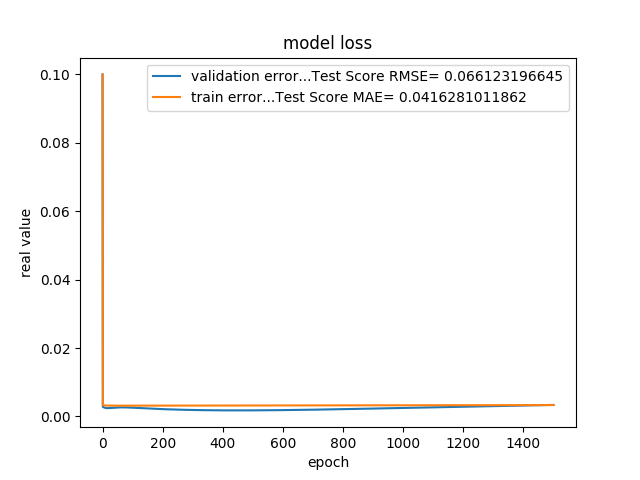 model loss
validation error...Test Score RMSE= 0.066123196645
train error...Test Score MAE= 0.0416281011862
real value
0.10
0.08
0.06
0.04
0.02
0.00
0 200 400 600 800 1000 1200 1400
epoch